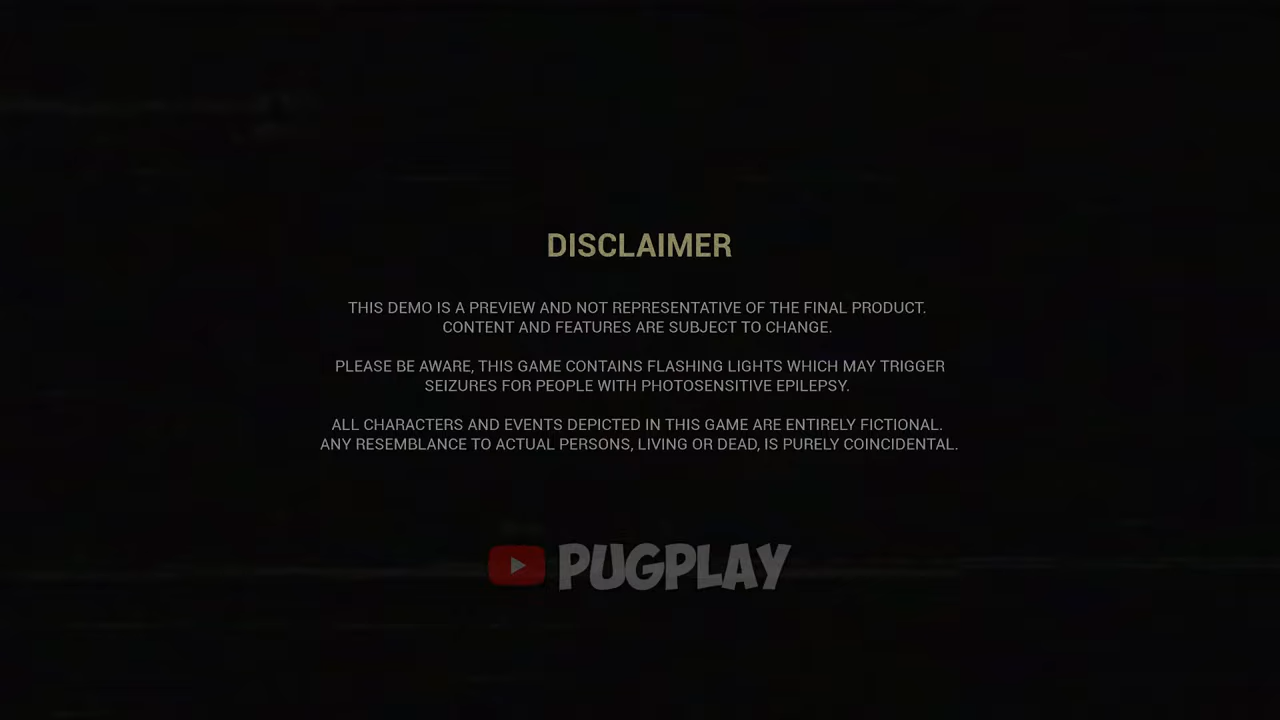 DISCLAIMER
THIS DEMO IS A PREVIEW AND NOT REPRESENTATIVE OF THE FINAL PRODUCT.
CONTENT AND FEATURES ARE SUBJECT TO CHANGE.
PLEASE BE AWARE, THIS GAME CONTAINS FLASHING LIGHTS WHICH MAY TRIGGER
SEIZURES FOR PEOPLE WITH PHOTOSENSITIVE EPILEPSY.
ALL CHARACTERS AND EVENTS DEPICTED IN THIS GAME ARE ENTIRELY FICTIONAL.
ANY RESEMBLANCE TO ACTUAL PERSONS, LIVING OR DEAD, IS PURELY COINCIDENTAL.
PUGPLAY